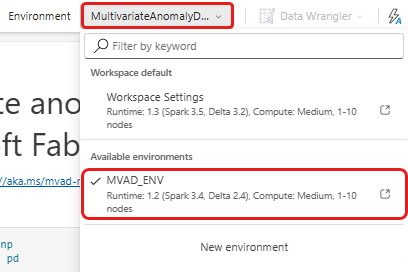 Environment MultivariateAnomalyD... Data Wrangler
Filter by keyword
Workspace default
Workspace Settings
Runtime: 1.3 (Spark 3.5, Delta 3.2), Compute: Medium, 1-10
nodes
Available environments
MVAD_ENV
Runtime: 1.2 (Spark 3.4, Delta 2.4), Compute: Medium, 1-10
nodes
New environment
te ano
oft Fab
//aka.ms/mvad-
np
pd